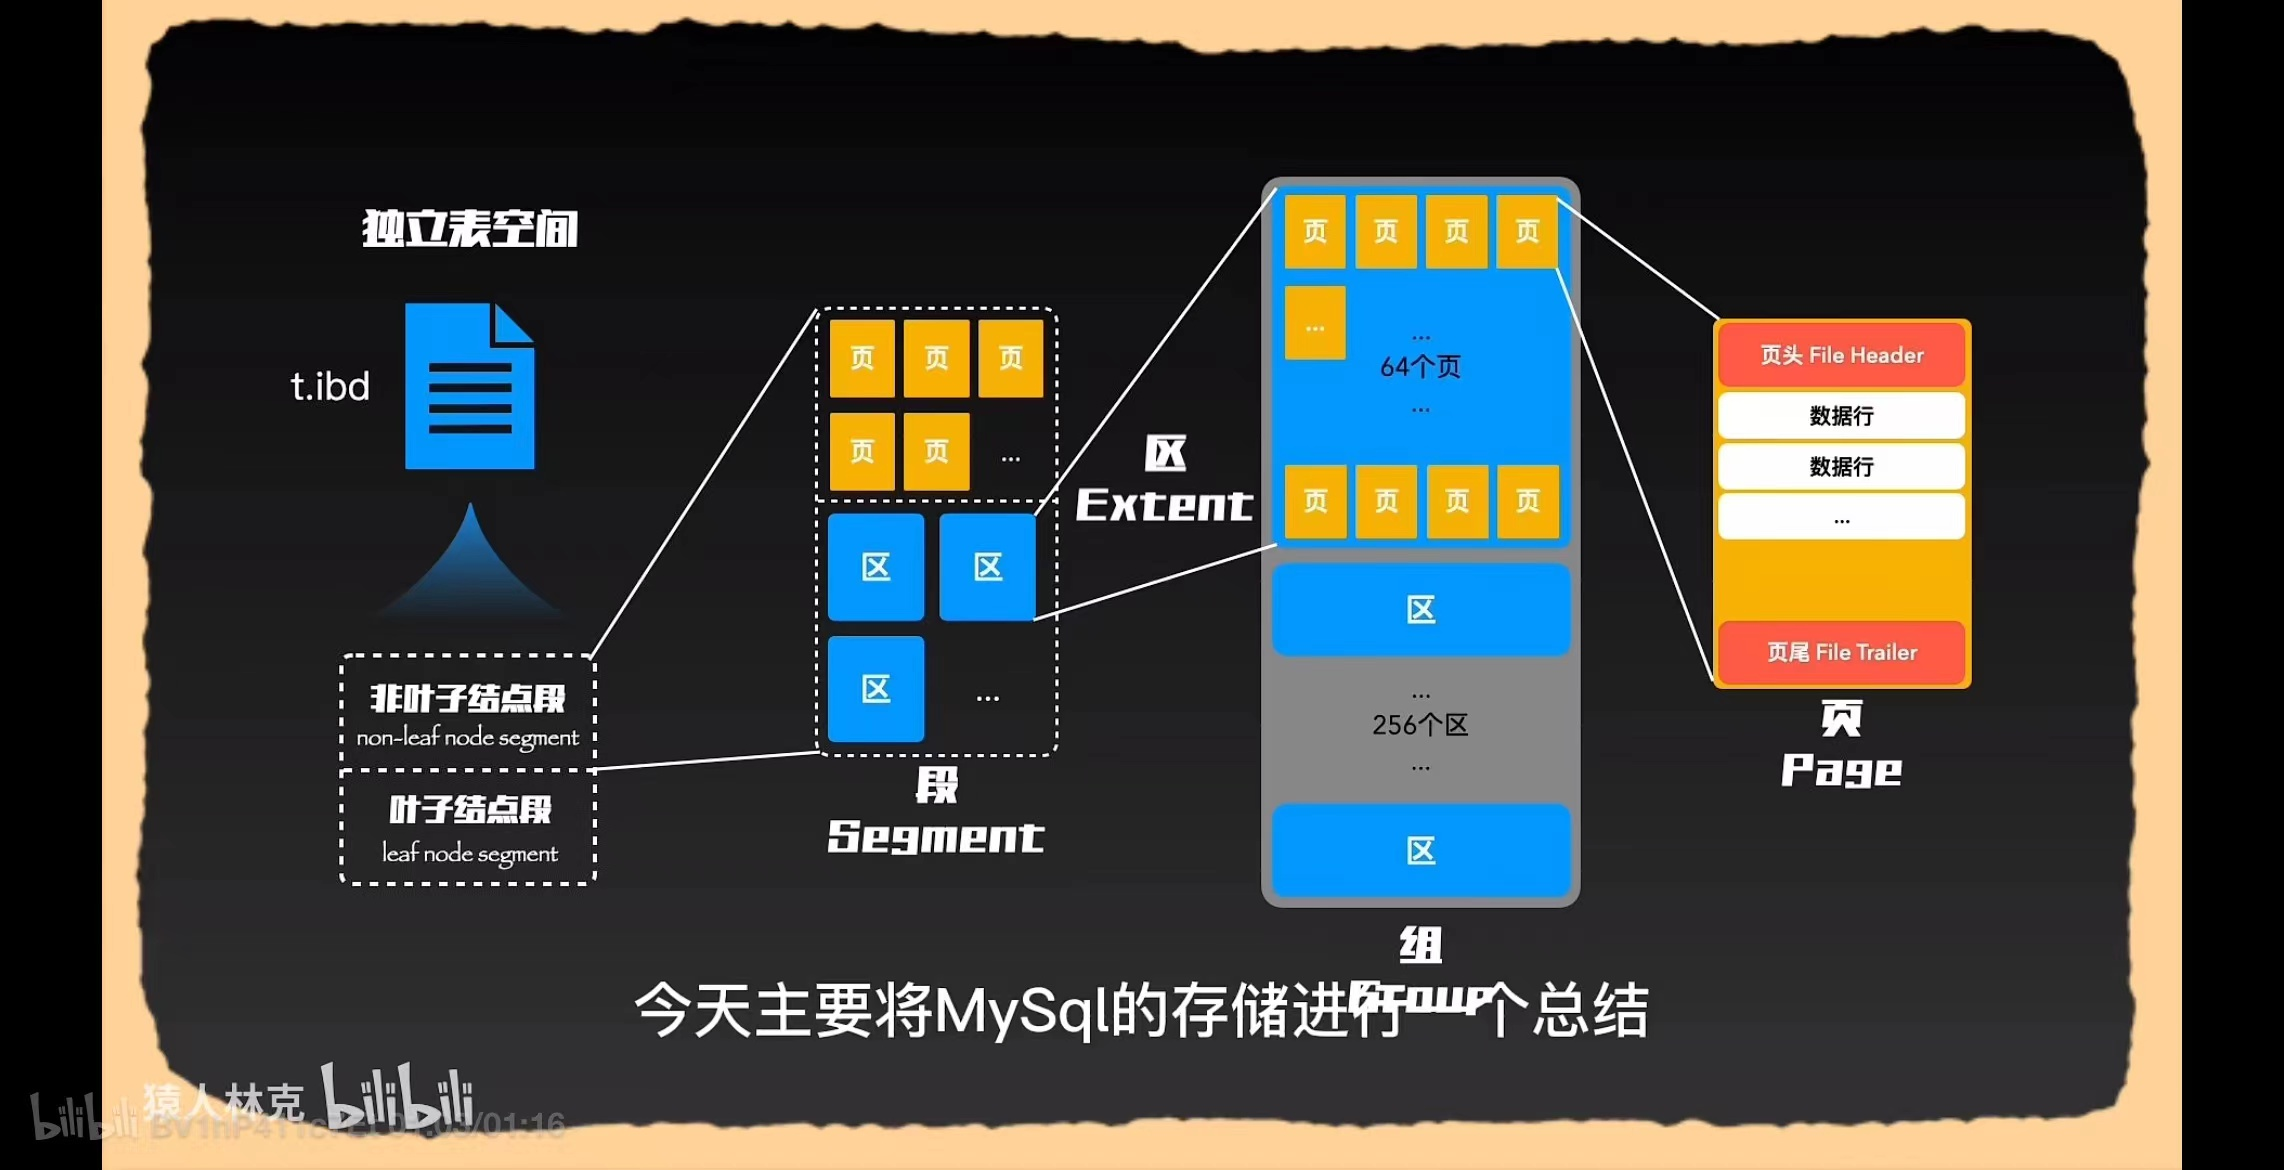 独立表空间
t.ibd
非叶子结点段
non-leaf node segment
叶子结点段
leaf node segment
页 页 页
页 页 ...
区 区
区 ...
段
Segment
区
Extent
页 页 页 页
...
...
64个页
...
页 页 页 页
区
...
256个区
...
区
组
Group
页头 File Header
数据行
数据行
...
页尾 File Trailer
页
Page
今天主要将MySql的存储进行一个总结
猿人林克 bilibili
bilibili